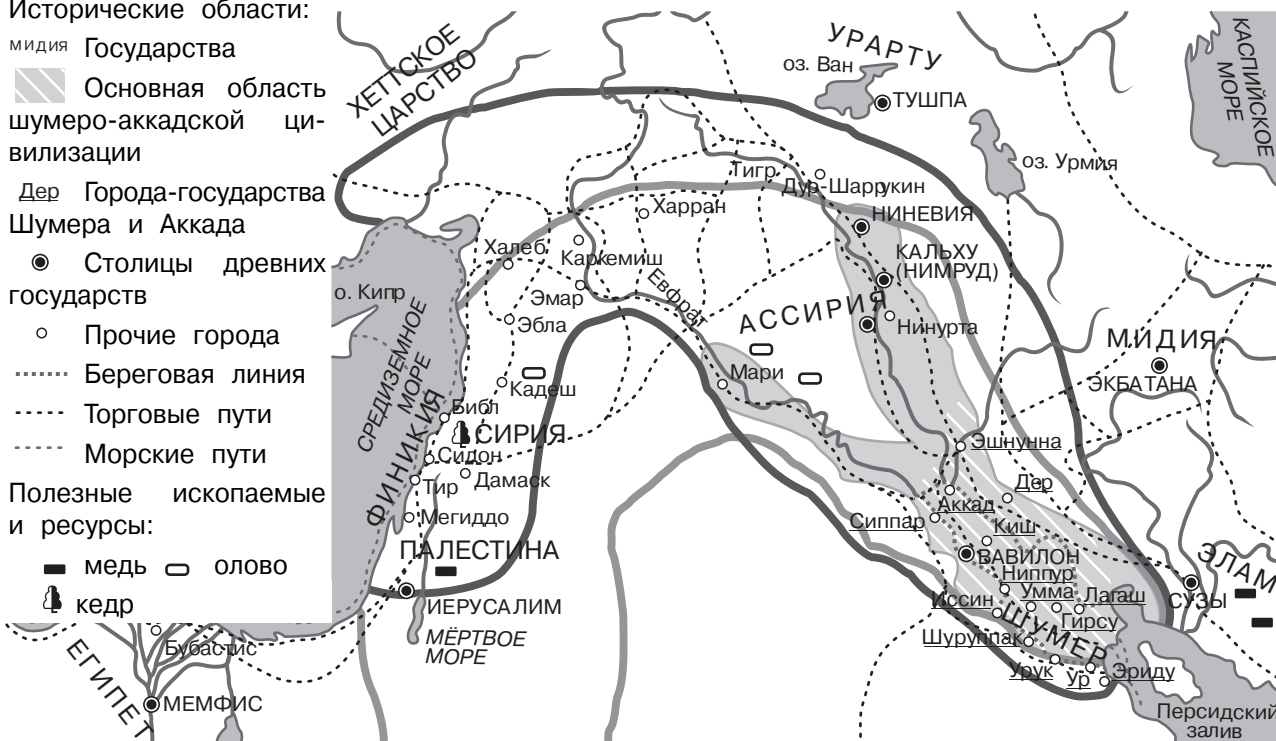 Исторические области:
мидия Государства
Основная область
шумеро-аккадской ци-
вилизации
Дер Города-государства
Шумера и Аккада
Столицы древних
государств
Прочие города
Береговая линия
Торговые пути
Морские пути
Полезные ископаемые
и ресурсы:
медь олово
кедр
ХЕТТСКОЕ
ЦАРСТВО
УРАРТУ
оз. Ван
ТУШПА
КАСПИЙСКОЕ
МОРЕ
оз. Урмия
Тигр
Дур-Шаррукин
Харран
НИНЕВИЯ
Халеб
Каркемиш
КАЛЬХУ
(НИМРУД)
о. Кипр
Эмар
Евфрат
Эбла
АССИРИЯ
Нинурта
СРЕДИЗЕМНОЕ
МОРЕ
МИДИЯ
Мари
Кадеш
ЭКБАТАНА
Библ
ФИНИКИЯ
СИРИЯ
Эшнунна
Сидон
Дамаск
Тир
Дер
Аккад
Мегиддо
Сиппар
Киш
ПАЛЕСТИНА
ВАВИЛОН
ЭЛАМ
Ниппур
ИЕРУСАЛИМ
Иссин
Умма
Лагаш
СУЗЫ
Гирсу
ШУМЕР
МЁРТВОЕ
МОРЕ
Шуруппак
Бубастис
Урук
Ур
Эриду
ЕГИПЕТ
МЕМФИС
Персидский
залив